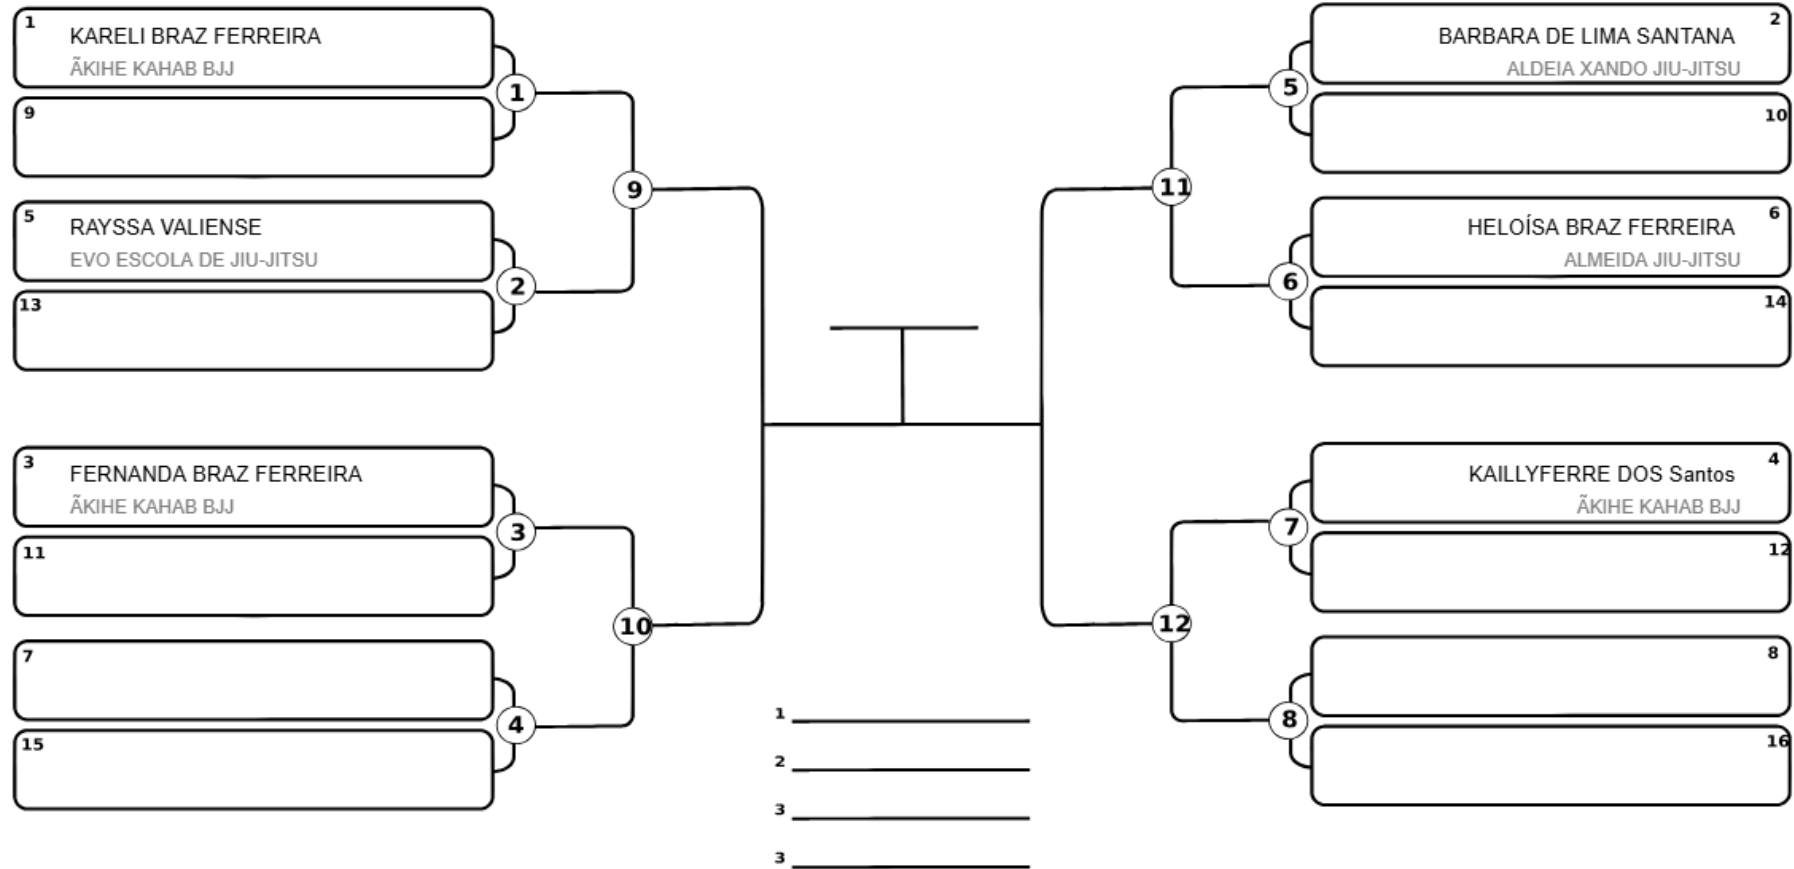 1
KARELI BRAZ FERREIRA
ÃKIHE KAHAB BJJ
1
9
5
RAYSSA VALIENSE
EVO ESCOLA DE JIU-JITSU
2
13
9
3
FERNANDA BRAZ FERREIRA
ÃKIHE KAHAB BJJ
3
11
7
4
15
10
2
BARBARA DE LIMA SANTANA
ALDEIA XANDO JIU-JITSU
5
10
11
6
HELOÍSA BRAZ FERREIRA
ALMEIDA JIU-JITSU
6
14
4
KAILLYFERRE DOS Santos
ÃKIHE KAHAB BJJ
7
12
12
8
8
16
1
2
3
3